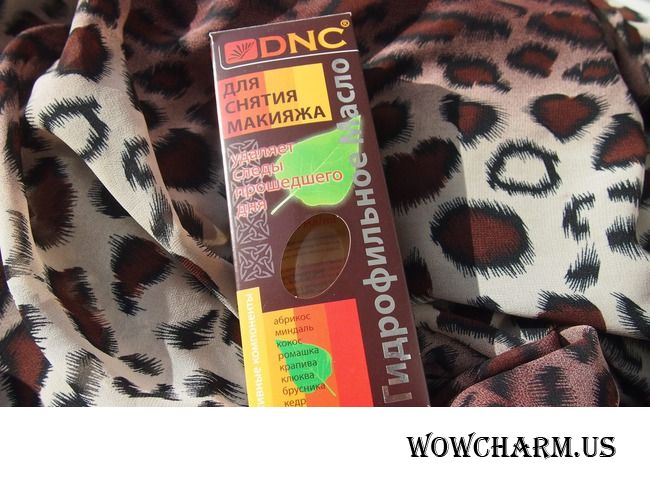 DNC®
ДЛЯ
СНЯТИЯ
МАКИЯЖА
удаляет
следы
прошедшего
дня
Гидрофильное Масло
компоненты
абрикос
миндаль
кокос
ромашка
крапива
клюква
брусника
кедр
WOWCHARM.US